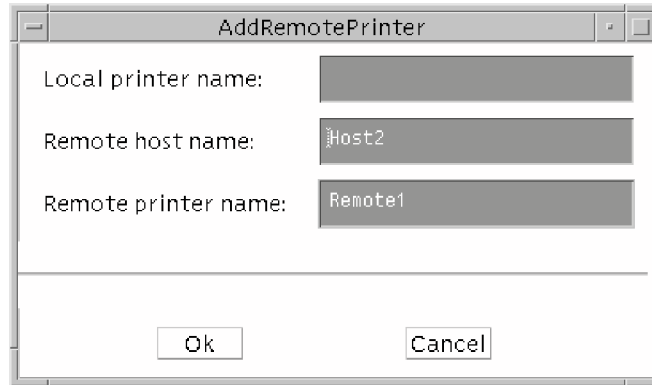 AddRemotePrinter
Local printer name:
Remote host name: Host2
Remote printer name: Remote1
Ok Cancel